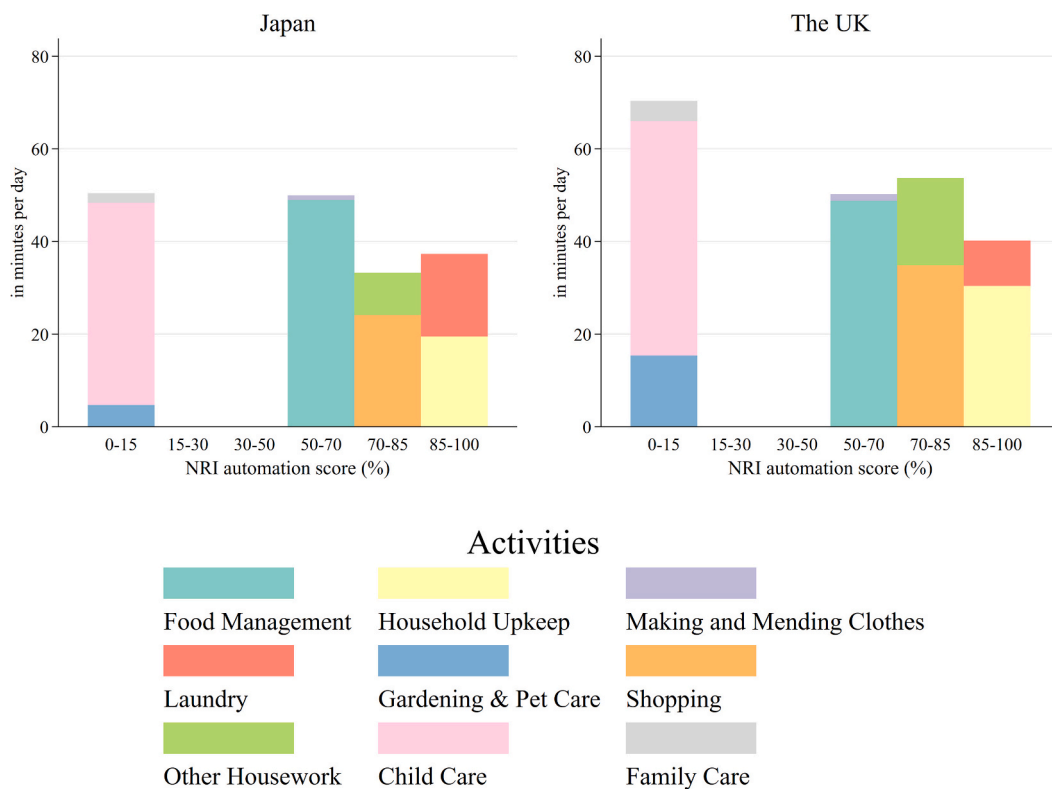 Japan
80
60
40
20
0
in minutes per day
0-15 15-30 30-50 50-70 70-85 85-100
NRI automation score (%)
The UK
80
60
40
20
0
in minutes per day
0-15 15-30 30-50 50-70 70-85 85-100
NRI automation score (%)
Activities
Food Management Household Upkeep Making and Mending Clothes
Laundry Gardening & Pet Care Shopping
Other Housework Child Care Family Care